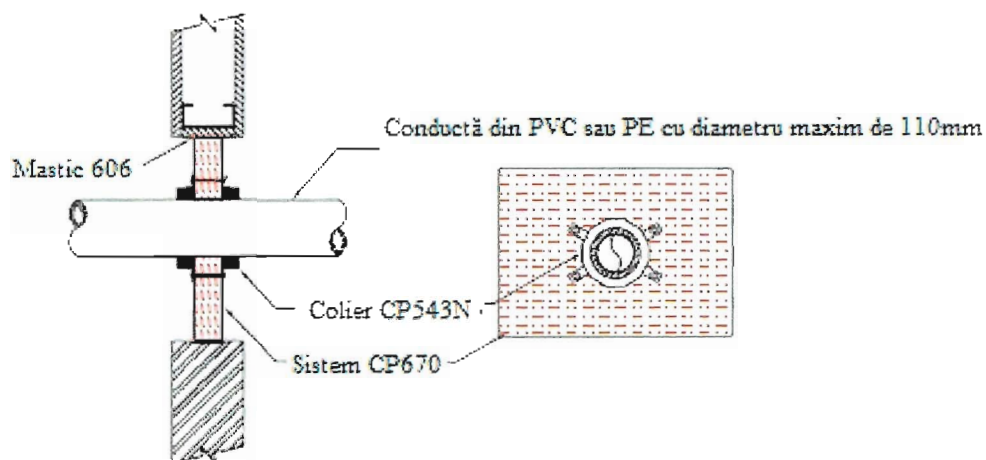 Conductă din PVC sau PE cu diametru maxim de 110mm
Mastic 606
Colier CP543N
Sistem CP670